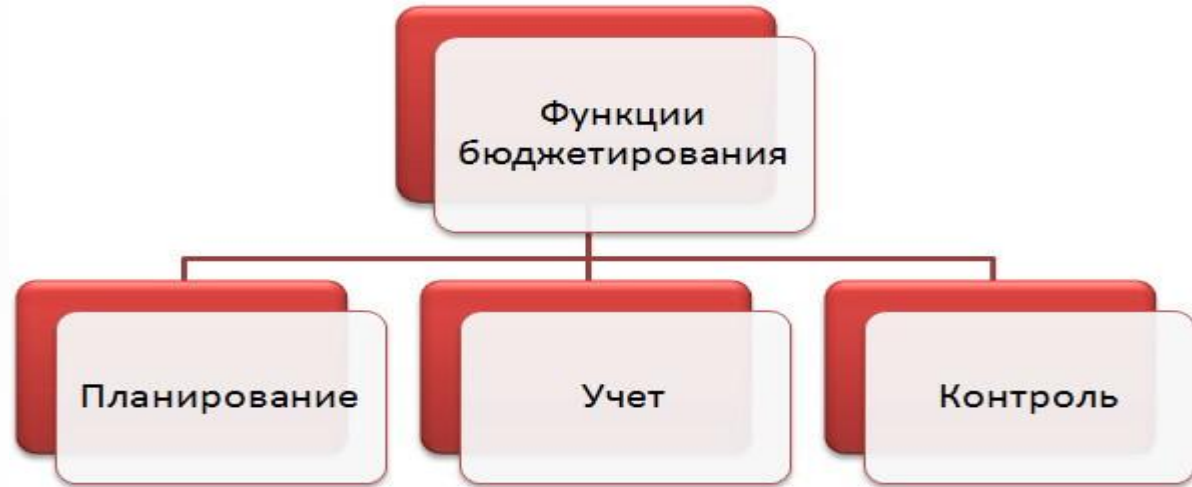 Функции
бюджетирования
Планирование
Учет
Контроль